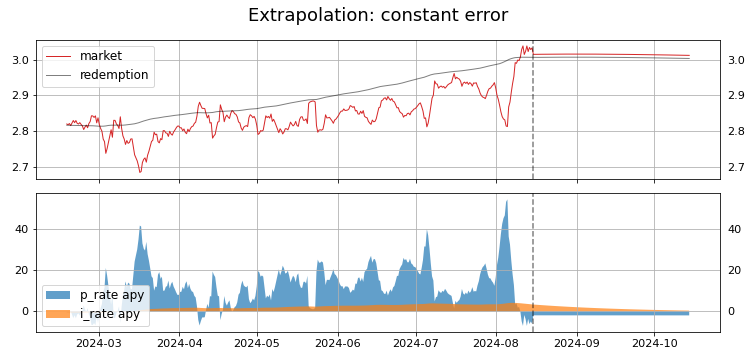 Extrapolation: constant error
market
redemption
3.0 3.0
2.9 2.9
2.8 2.8
2.7 2.7
40 40
20 20
0 0
p_rate apy
i_rate apy
2024-03 2024-04 2024-05 2024-06 2024-07 2024-08 2024-09 2024-10